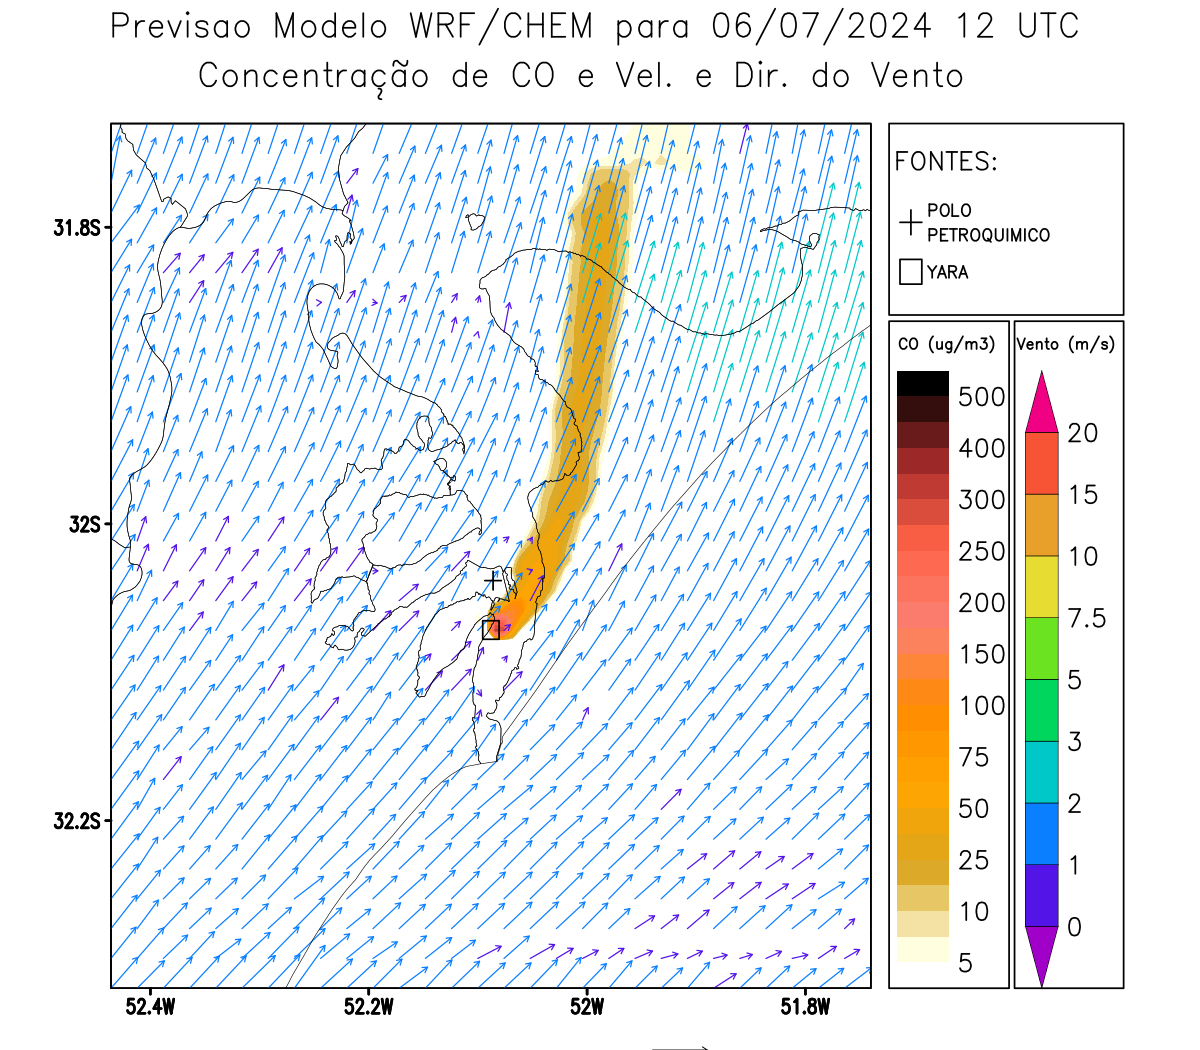 Previsao Modelo WRF/CHEM para 06/07/2024 12 UTC
Concentração de CO e Vel. e Dir. do Vento
FONTES:
POLO
PETROQUIMICO
YARA
CO (ug/m3)
500
400
300
250
200
150
100
75
50
25
10
5
Vento (m/s)
20
15
10
7.5
5
3
2
1
0
31.8S
32S
32.2S
52.4W
52.2W
52W
51.8W